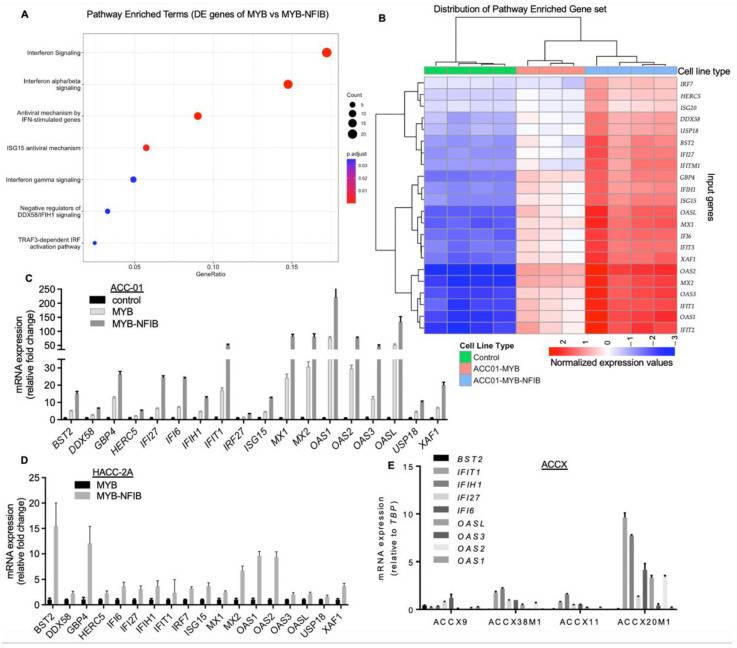 A
Pathway Enriched Terms (DE genes of MYB vs MYB-NFIB)
Interferon Signaling
Interferon alpha/beta
signaling
Antiviral mechanism by
IFN-stimulated genes
ISG15 antiviral mechanism
Interferon gamma signaling
Negative regulators of
DDX58/IFIH1 signaling
TRAF3-dependent IRF
activation pathway
0.05
0.10
0.15
GeneRatio
Count
5
10
15
20
p.adjust
0.03
0.02
0.01
B
Distribution of Pathway Enriched Gene set
Cell line type
IRF7
HERC5
ISG20
DDX58
USP18
BST2
IFI27
IFITM1
GBP4
IFIH1
ISG15
OASL
MX1
IFI6
IFIT3
XAF1
OAS2
MX2
OAS3
IFIT1
OAS1
IFIT2
Input genes
Cell Line Type
Control
ACC01-MYB
ACC01-MYB-NFIB
2 1 0 -1 -2 -3
Normalized expression values
C
ACC-01
control
MYB
MYB-NFIB
mRNA expression
(relative fold change)
250
200
150
100
50
30
20
10
0
BST2 DDX58 GBP4 HERC5 IFI27 IFI6 IFIH1 IFIT1 IRF27 ISG15 MX1 MX2 OAS1 OAS2 OAS3 OASL USP18 XAF1
D
HACC-2A
MYB
MYB-NFIB
mRNA expression
(relative fold change)
25
20
15
10
5
0
BST2 DDX58 GBP4 HERC5 IFI6 IFI27 IFIH1 IFIT1 IRF1 ISG15 MX1 MX2 OAS1 OAS2 OAS3 OASL USP18 XAF1
E
ACCX
BST2
IFIT1
IFIH1
IFI27
IFI6
OASL
OAS3
OAS2
OAS1
mRNA expression
(relative to TBP)
15
10
5
0
ACCX9 ACCX38M1 ACCX11 ACCX20M1